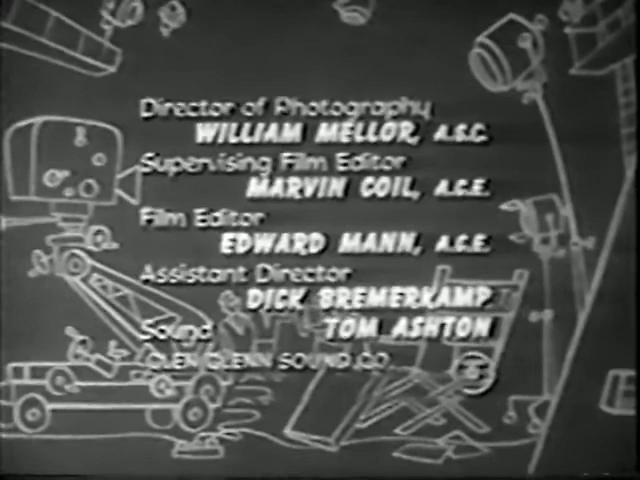 Director of Photography
WILLIAM MELLOR, A.S.C.
Supervising Film Editor
MARVIN COIL, A.C.E.
Film Editor
EDWARD MANN, A.C.E.
Assistant Director
DICK BREMERKAMP
Sound TOM ASHTON
GLEN GLENN SOUND CO.